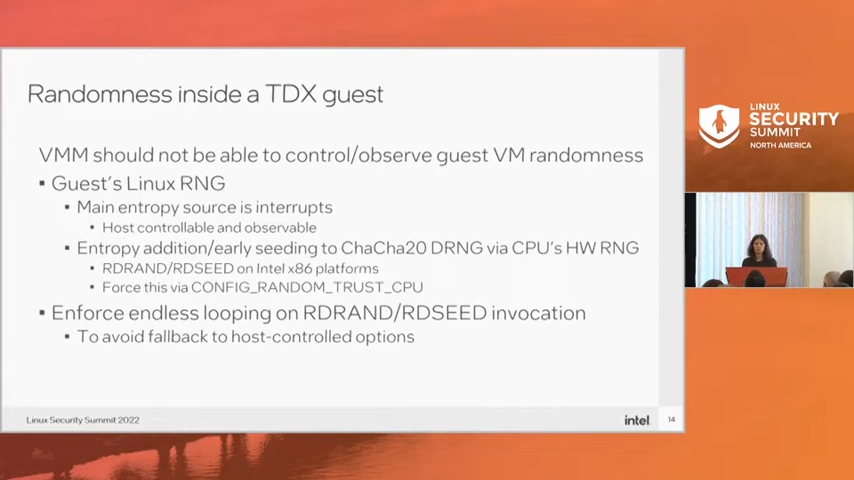 Randomness inside a TDX guest
VMM should not be able to control/observe guest VM randomness
▪ Guest's Linux RNG
▪ Main entropy source is interrupts
▪ Host controllable and observable
▪ Entropy addition/early seeding to ChaCha20 DRNG via CPU's HW RNG
▪ RDRAND/RDSEED on Intel x86 platforms
▪ Force this via CONFIG_RANDOM_TRUST_CPU
▪ Enforce endless looping on RDRAND/RDSEED invocation
▪ To avoid fallback to host-controlled options
Linux Security Summit 2022
intel
14
LINUX
SECURITY
SUMMIT
NORTH AMERICA